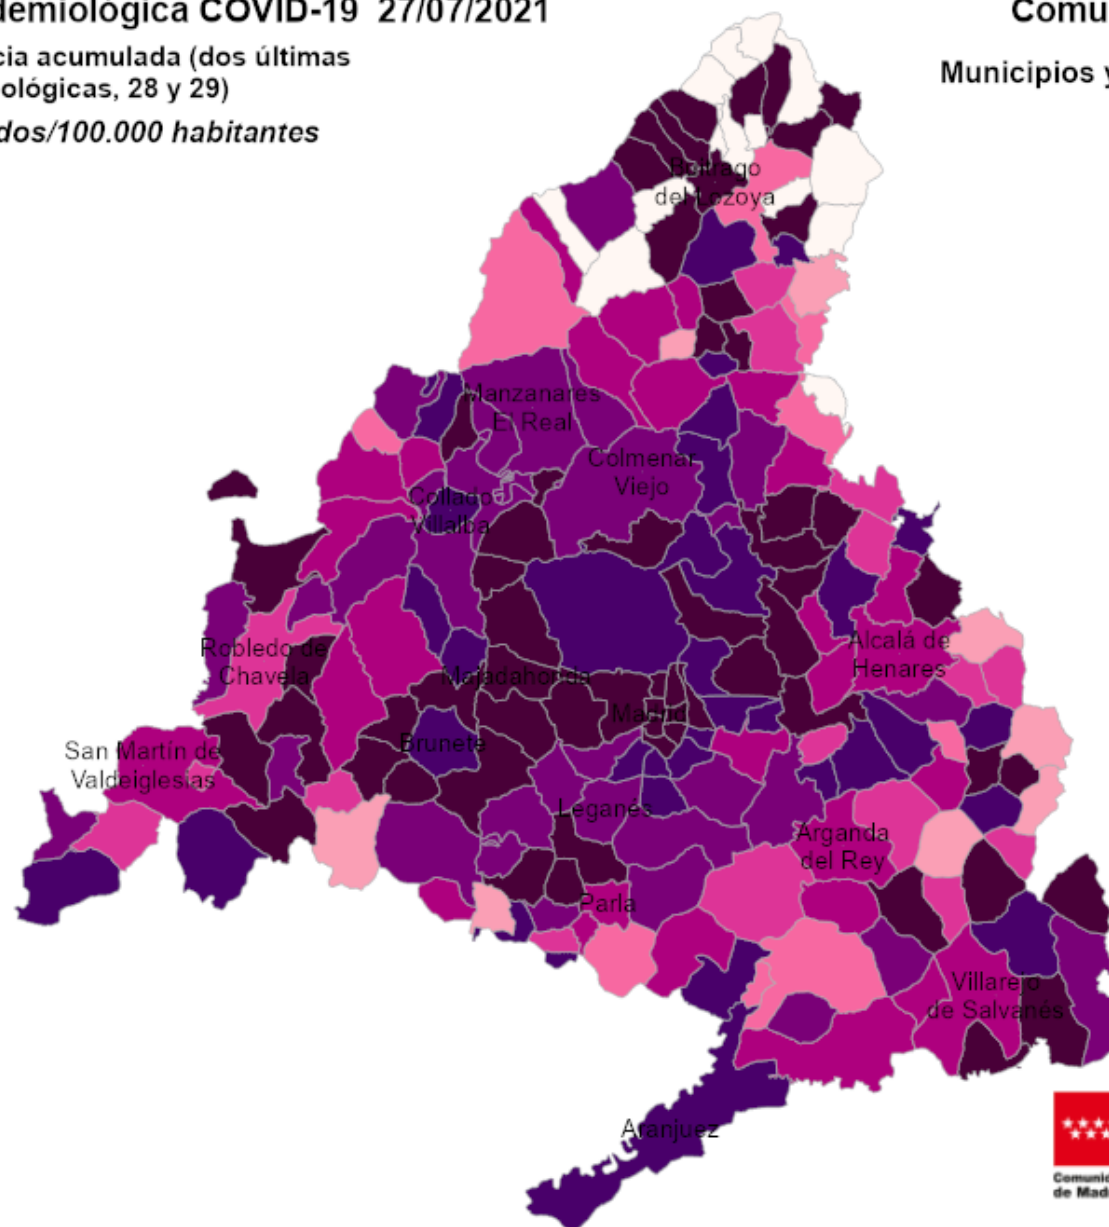 demiológica COVID-19 27/07/2021
Comu
cia acumulada (dos últimas
ológicas, 28 y 29)
Municipios y
dos/100.000 habitantes
Buitrago
del Lozoya
Manzanares
El Real
Colmenar
Viejo
Collado
Villalba
Robledo de
Chavela
Alcalá de
Henares
Majadahonda
Madrid
Brunete
San Martín de
Valdeiglesias
Leganés
Arganda
del Rey
Parla
Villarejo
de Salvanés
Aranjuez
Comunid
de Mad